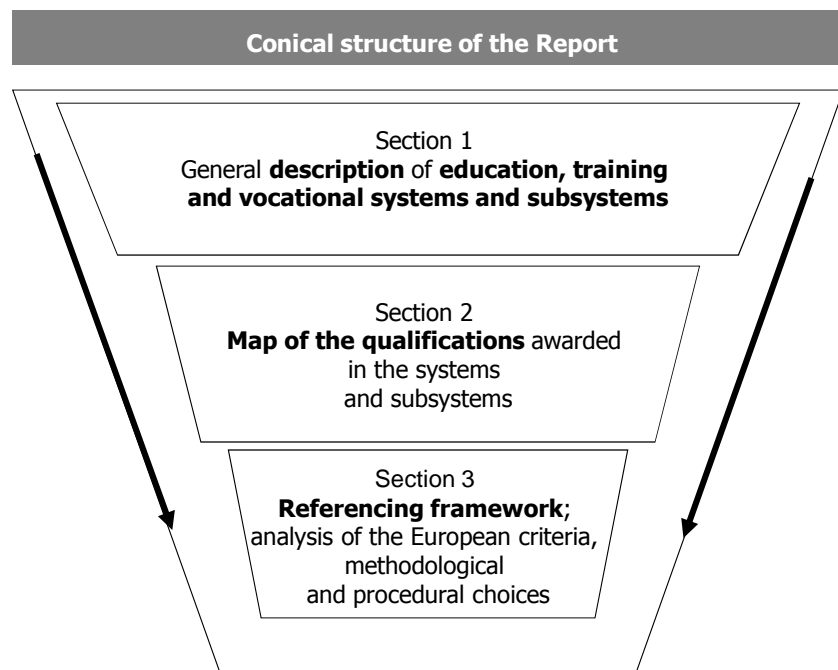 Conical structure of the Report
Section 1
General description of education, training
and vocational systems and subsystems
Section 2
Map of the qualifications awarded
in the systems
and subsystems
Section 3
Referencing framework;
analysis of the European criteria,
methodological
and procedural choices